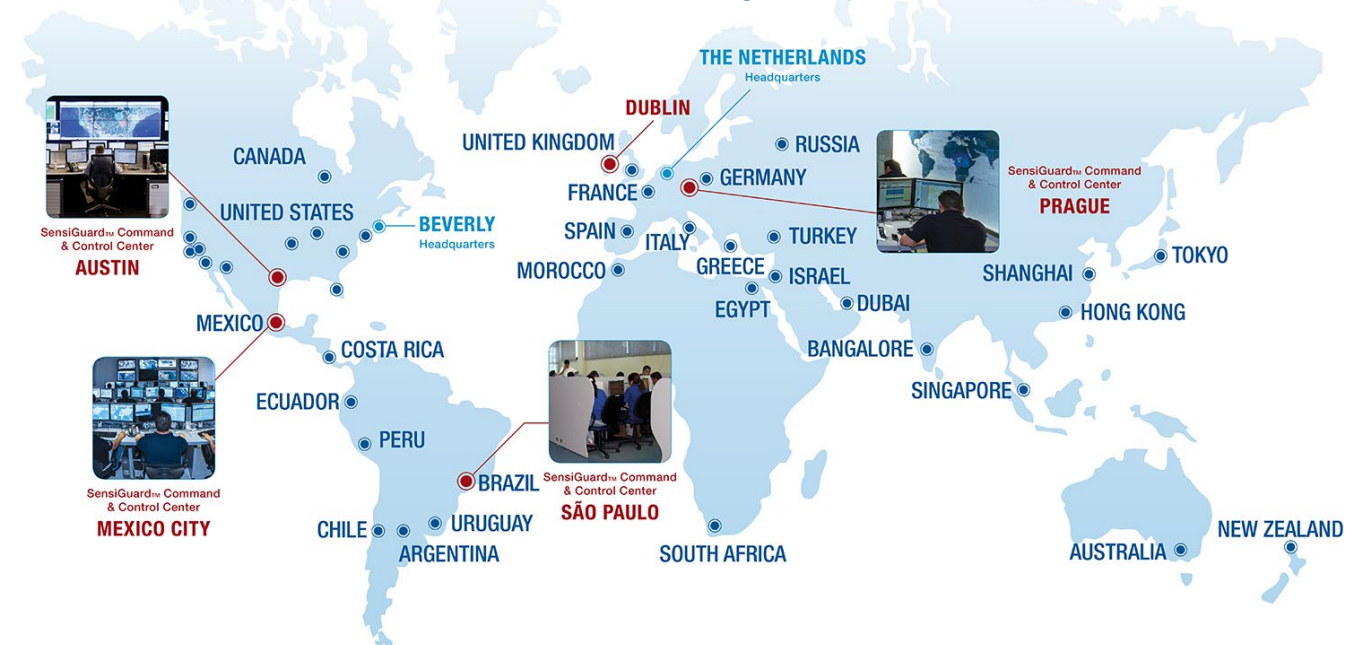 THE NETHERLANDS
Headquarters
DUBLIN
UNITED KINGDOM
RUSSIA
CANADA
FRANCE
GERMANY
SensiGuard™ Command
& Control Center
PRAGUE
UNITED STATES
BEVERLY
Headquarters
SensiGuard™ Command
& Control Center
AUSTIN
SPAIN
ITALY
TURKEY
GREECE
MOROCCO
ISRAEL
EGYPT
DUBAI
SHANGHAI
TOKYO
HONG KONG
MEXICO
COSTA RICA
BANGALORE
SINGAPORE
ECUADOR
PERU
BRAZIL
SensiGuard™ Command
& Control Center
SÃO PAULO
SensiGuard™ Command
& Control Center
MEXICO CITY
CHILE
URUGUAY
ARGENTINA
SOUTH AFRICA
AUSTRALIA
NEW ZEALAND